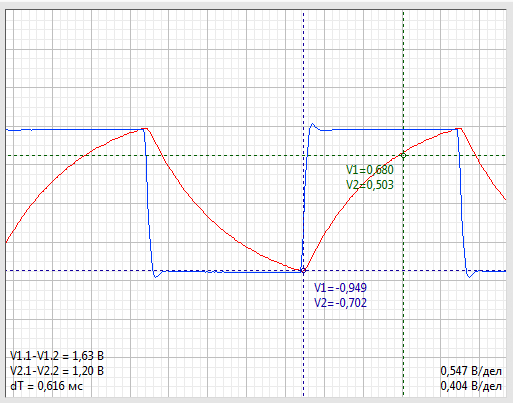 V1=0,680
V2=0,503
V1=-0,949
V2=-0,702
V1.1-V1.2 = 1,63 В
V2.1-V2.2 = 1,20 В
dT = 0,616 мс
0,547 В/дел
0,404 В/дел